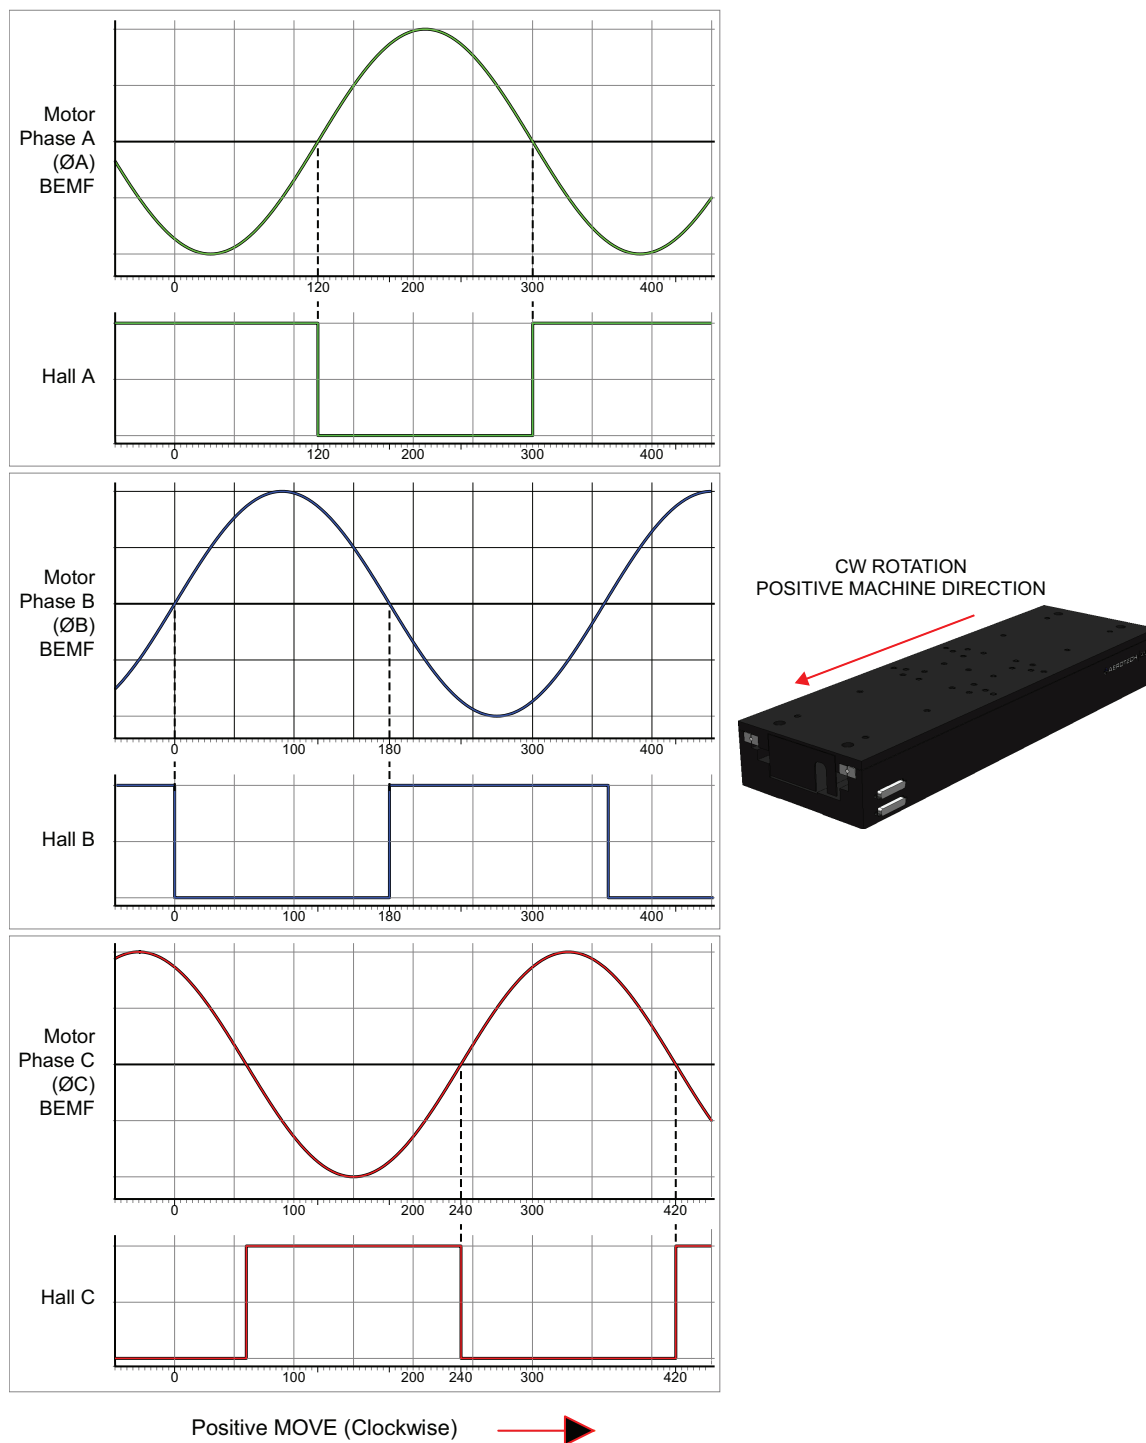 Motor
Phase A
(ØA)
BEMF
0 120 200 300 400
Hall A
0 120 200 300 400
Motor
Phase B
(ØB)
BEMF
0 100 180 300 400
Hall B
0 100 180 300 400
CW ROTATION
POSITIVE MACHINE DIRECTION
AEROTECH
Motor
Phase C
(ØC)
BEMF
0 100 200 240 300 420
Hall C
0 100 200 240 300 420
Positive MOVE (Clockwise)